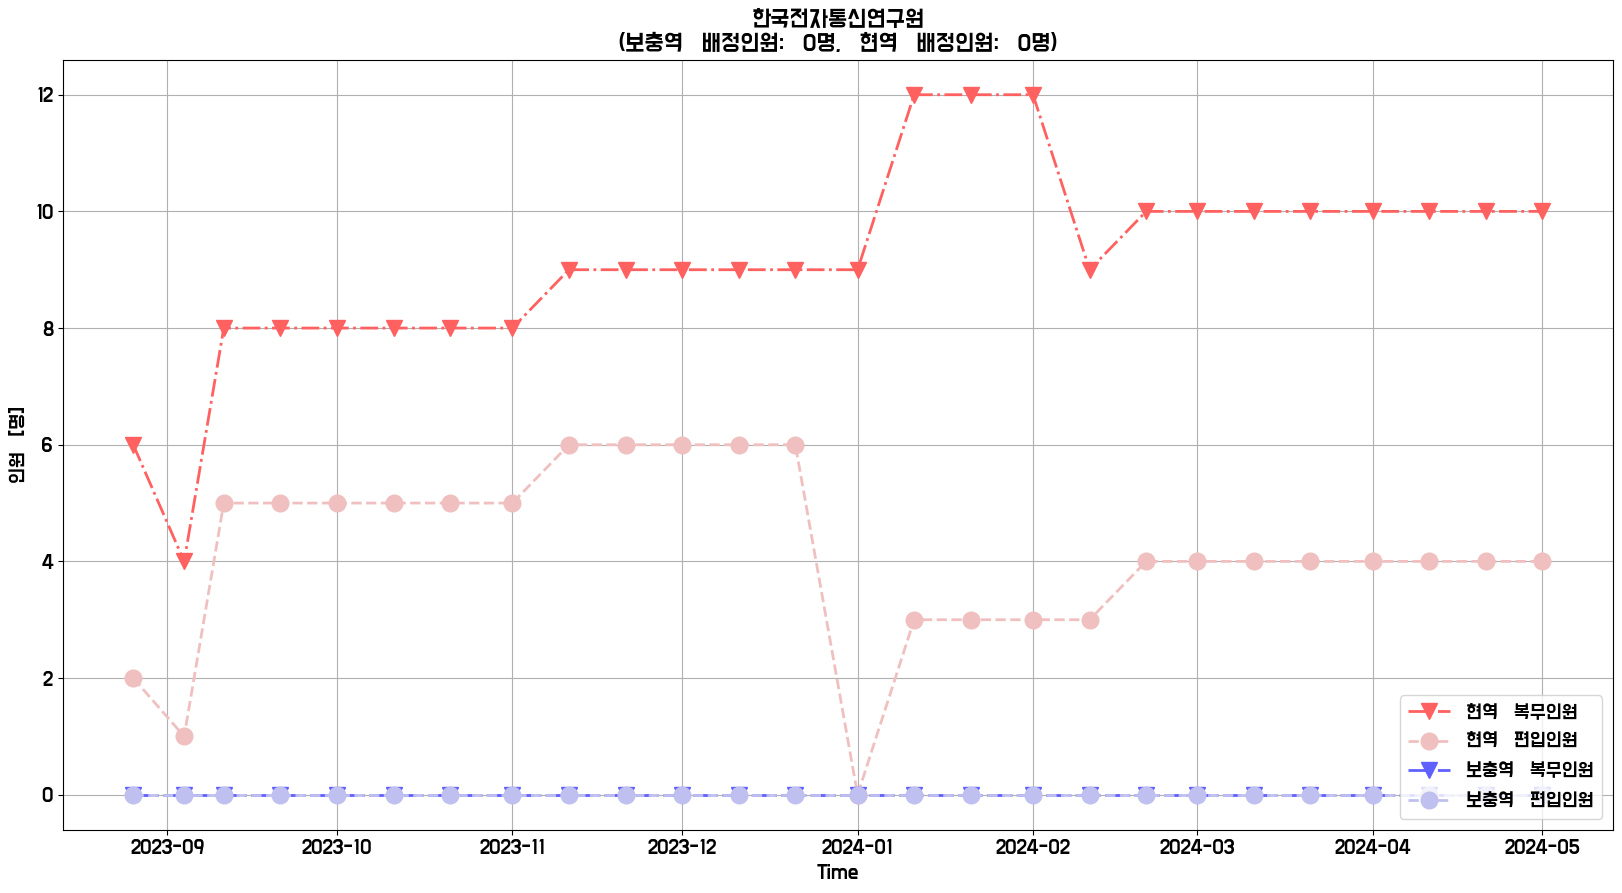 한국전자통신연구원
(보충역 배정인원: 0명, 현역 배정인원: 0명)
12
10
8
6
4
2
0
인원 [명]
2023-09
2023-10
2023-11
2023-12
2024-01
2024-02
2024-03
2024-04
2024-05
Time
현역 복무인원
현역 편입인원
보충역 복무인원
보충역 편입인원